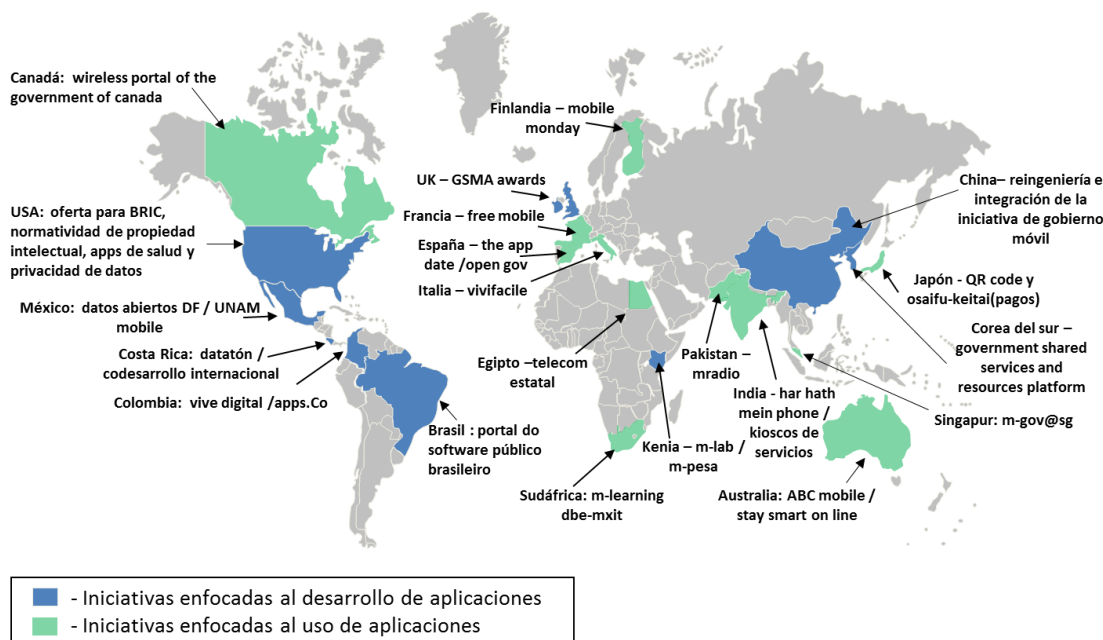 Canadá:  wireless portal of the
government of canada
Finlandia – mobile
monday
UK – GSMA awards
Francia – free mobile
España – the app
date /open gov
Italia – vivifacile
China– reingeniería e
integración de la
iniciativa de gobierno
móvil
USA:  oferta para BRIC,
normatividad de propiedad
intelectual, apps de salud y
privacidad de datos
Japón - QR code y
osaifu-keitai(pagos)
México:  datos abiertos DF / UNAM
mobile
Corea del sur –
government shared
services and
resources platform
Costa Rica:  datatón /
codesarrollo internacional
Egipto –telecom
estatal
Pakistan –
mradio
Colombia:  vive digital /apps.Co
India - har hath
mein phone /
kioscos de
servicios
Singapur: m-gov@sg
Brasil : portal do
software público
brasileiro
Kenia – m-lab /
m-pesa
Sudáfrica: m-learning
dbe-mxit
Australia: ABC mobile /
stay smart on line
- Iniciativas enfocadas al desarrollo de aplicaciones
- Iniciativas enfocadas al uso de aplicaciones